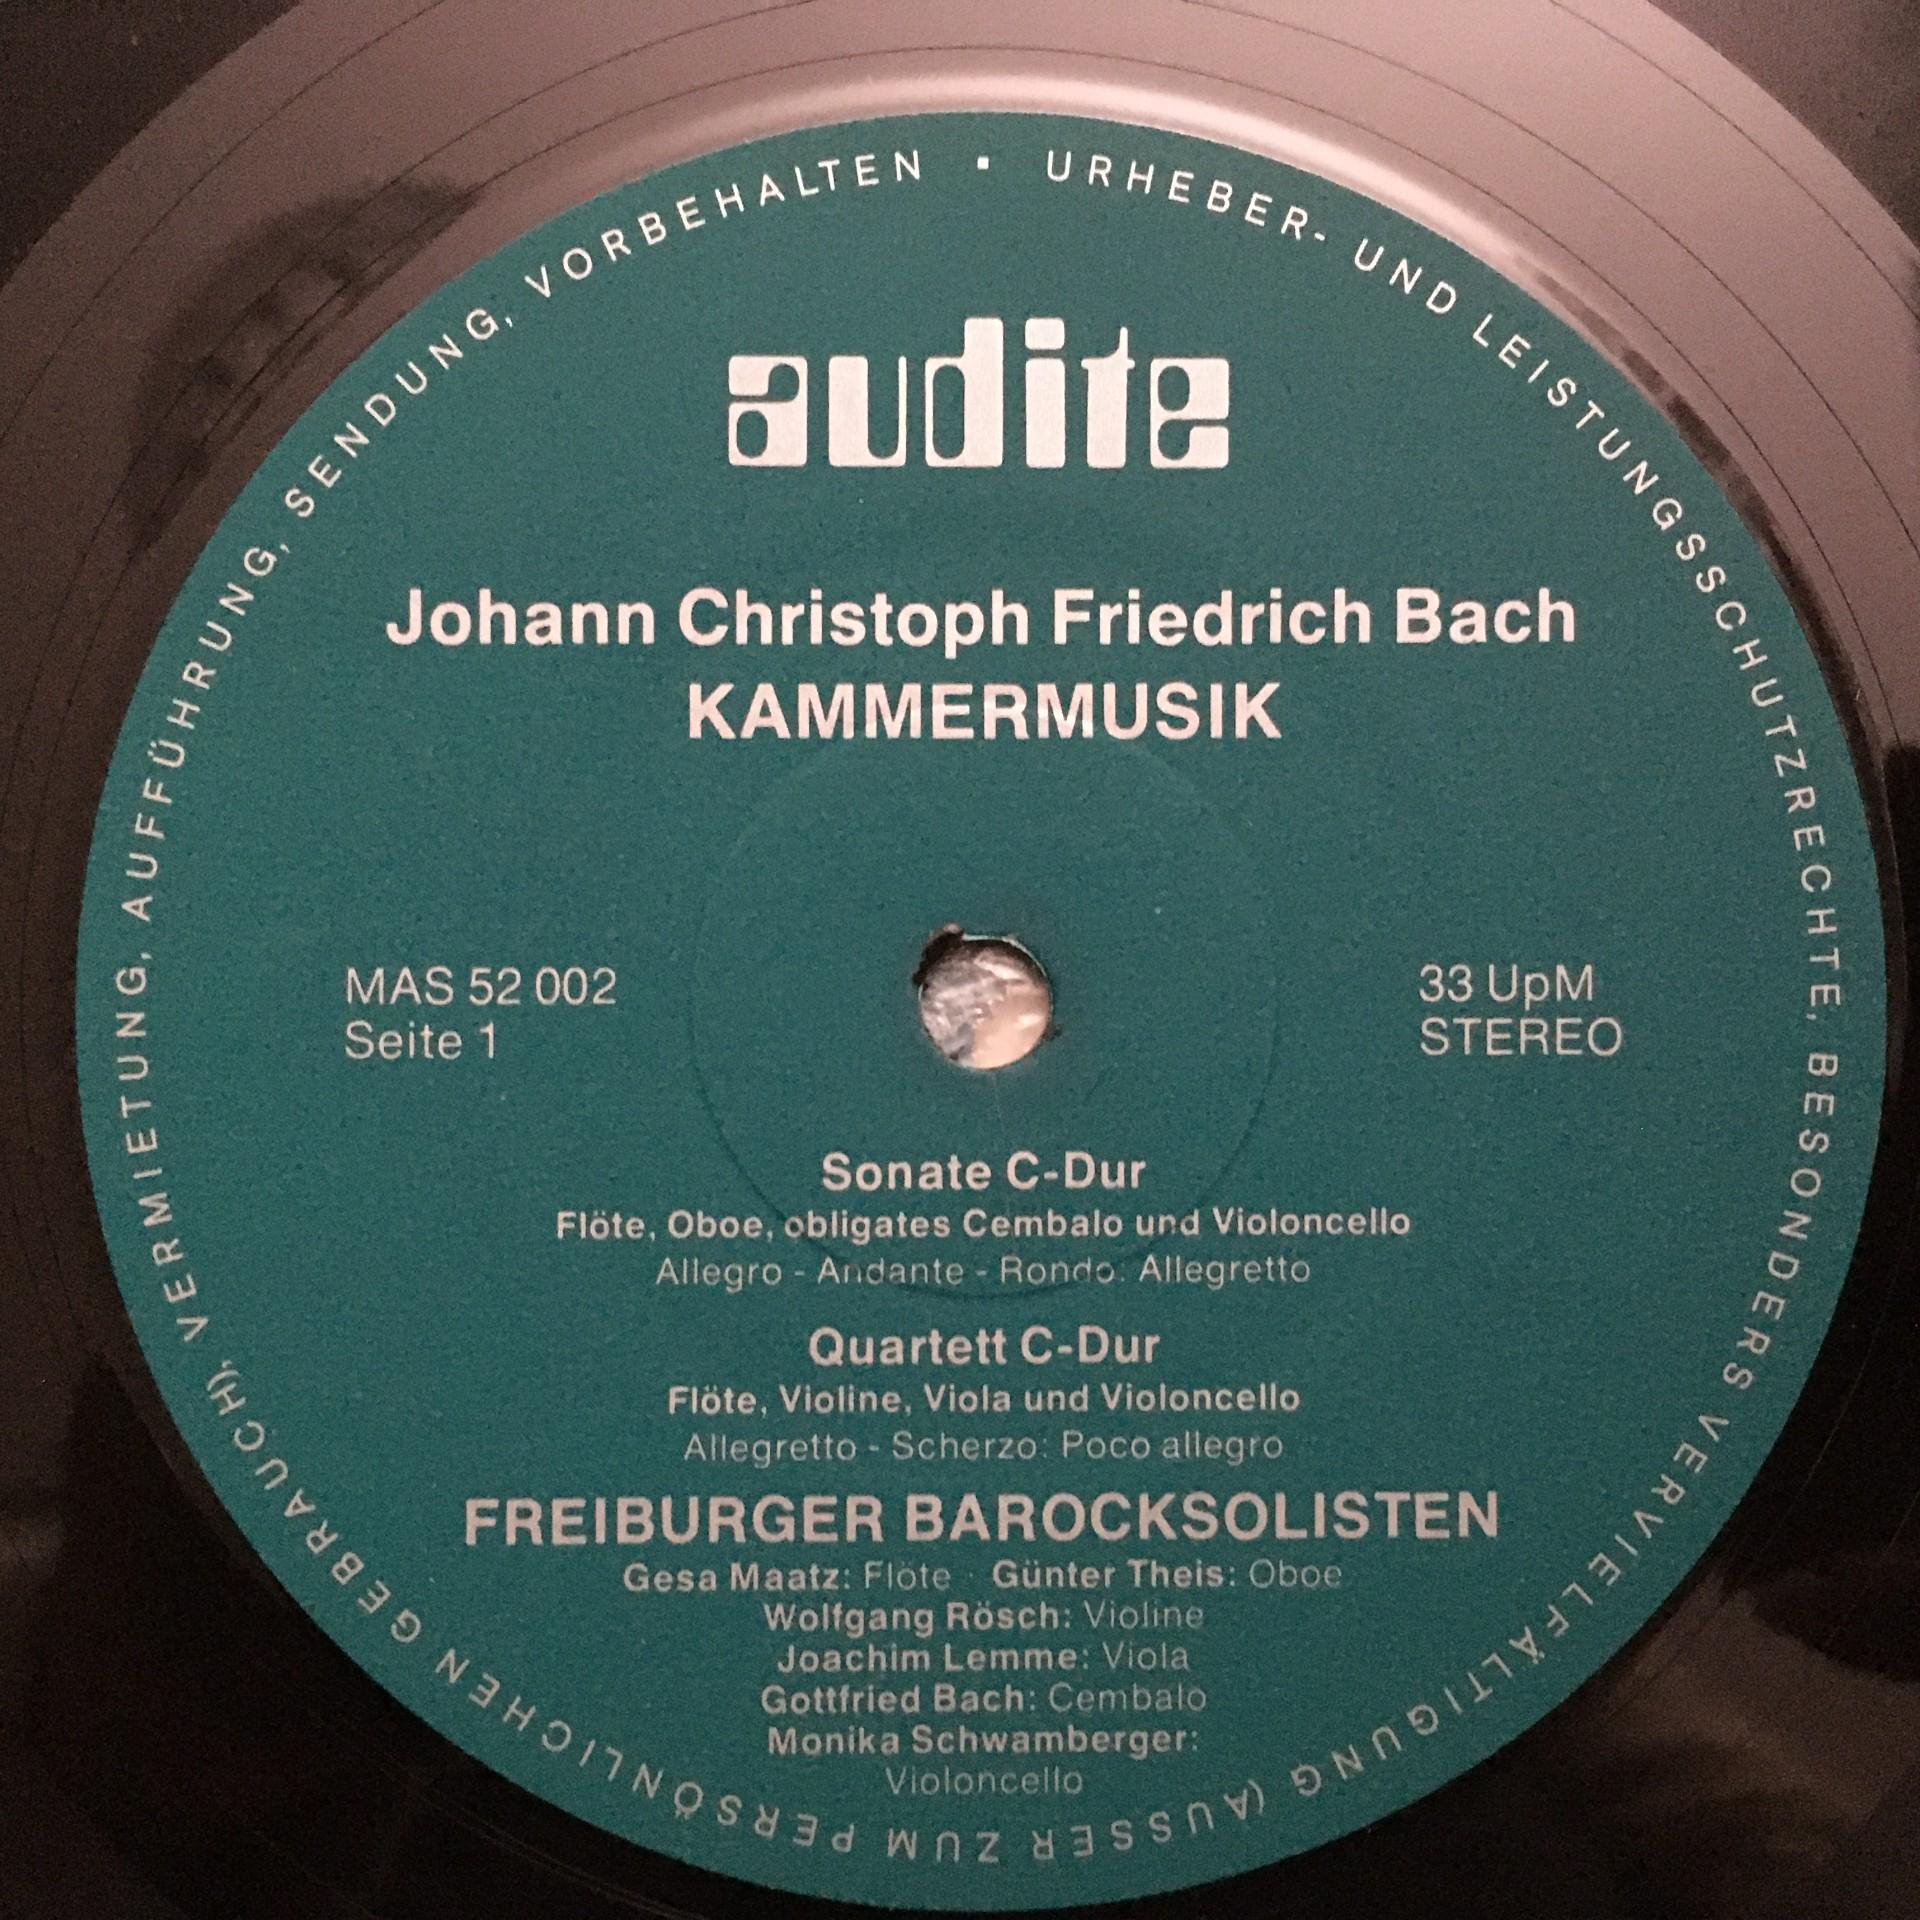 URHEBER- UND LEISTUNGSSCHUTZRECHTE, BESONDERS VERVIELFÄLTIGUNG (AUSSER ZUM PERSÖNLICHEN GEBRAUCH), VERMIETUNG, AUFFÜHRUNG, SENDUNG, VORBEHALTEN ·
audite
Johann Christoph Friedrich Bach
KAMMERMUSIK
MAS 52 002
Seite 1
33 UpM
STEREO
Sonate C-Dur
Flöte, Oboe, obligates Cembalo und Violoncello
Allegro - Andante - Rondo: Allegretto
Quartett C-Dur
Flöte, Violine, Viola und Violoncello
Allegretto - Scherzo: Poco allegro
FREIBURGER BAROCKSOLISTEN
Gesa Maatz: Flöte · Günter Theis: Oboe
Wolfgang Rösch: Violine
Joachim Lemme: Viola
Gottfried Bach: Cembalo
Monika Schwamberger:
Violoncello